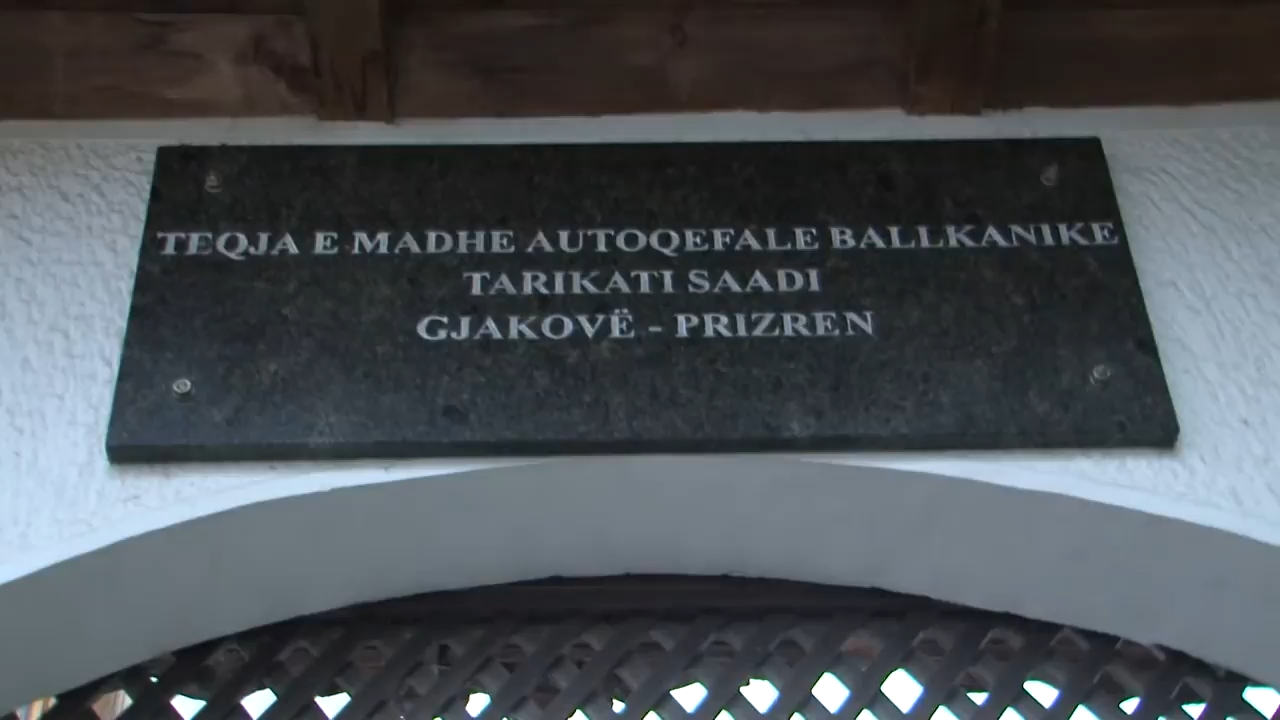 TEQJA E MADHE AUTOQEFALE BALLKANIKE
TARIKATI SAADI
GJAKOVË - PRIZREN